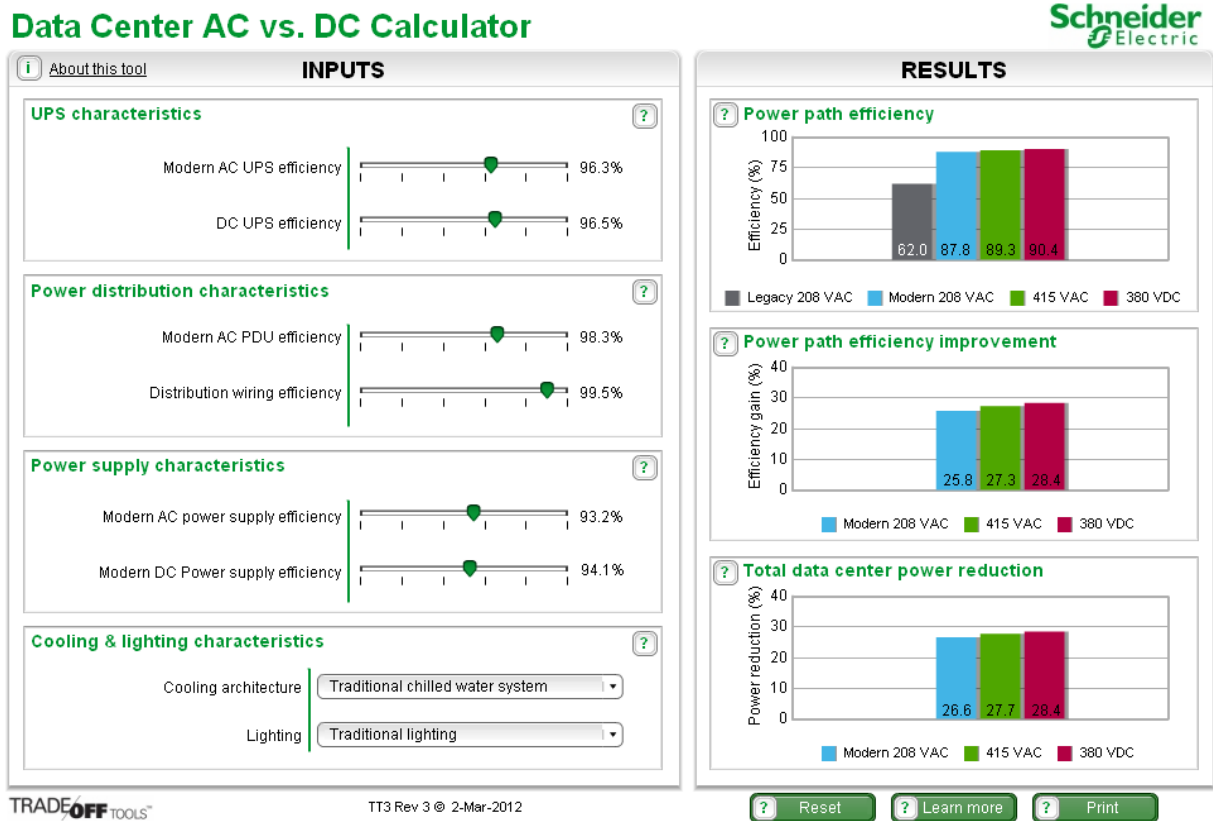 Data Center AC vs. DC Calculator
Schneider
Electric
i About this tool
INPUTS
UPS characteristics
?
Modern AC UPS efficiency
96.3%
DC UPS efficiency
96.5%
Power distribution characteristics
?
Modern AC PDU efficiency
98.3%
Distribution wiring efficiency
99.5%
Power supply characteristics
?
Modern AC power supply efficiency
93.2%
Modern DC Power supply efficiency
94.1%
Cooling & lighting characteristics
?
Cooling architecture
Traditional chilled water system
Lighting
Traditional lighting
RESULTS
? Power path efficiency
Efficiency (%)
100
75
50
25
0
62.0 87.8 89.3 90.4
Legacy 208 VAC Modern 208 VAC 415 VAC 380 VDC
? Power path efficiency improvement
Efficiency gain (%)
40
30
20
10
0
25.8 27.3 28.4
Modern 208 VAC 415 VAC 380 VDC
? Total data center power reduction
Power reduction (%)
40
30
20
10
0
26.6 27.7 28.4
Modern 208 VAC 415 VAC 380 VDC
TRADE OFF TOOLS™
TT3 Rev 3 © 2-Mar-2012
? Reset
? Learn more
? Print